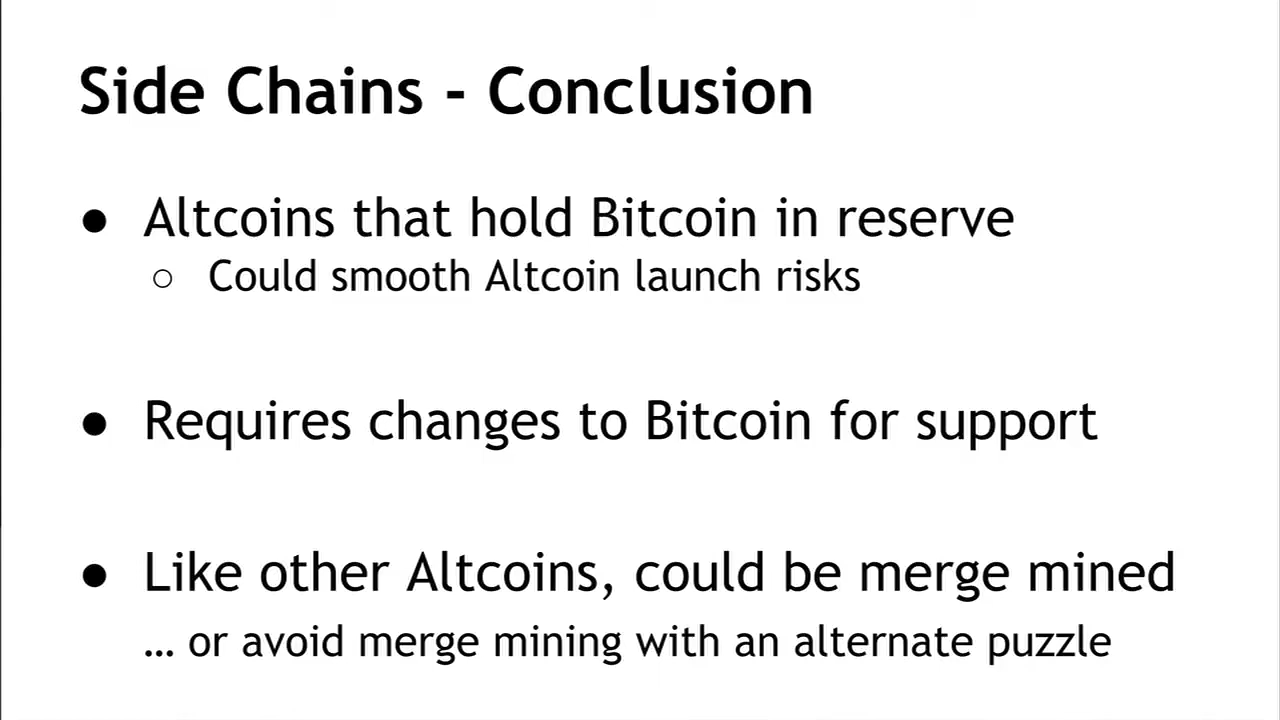 Side Chains - Conclusion
● Altcoins that hold Bitcoin in reserve
○ Could smooth Altcoin launch risks
● Requires changes to Bitcoin for support
● Like other Altcoins, could be merge mined
… or avoid merge mining with an alternate puzzle